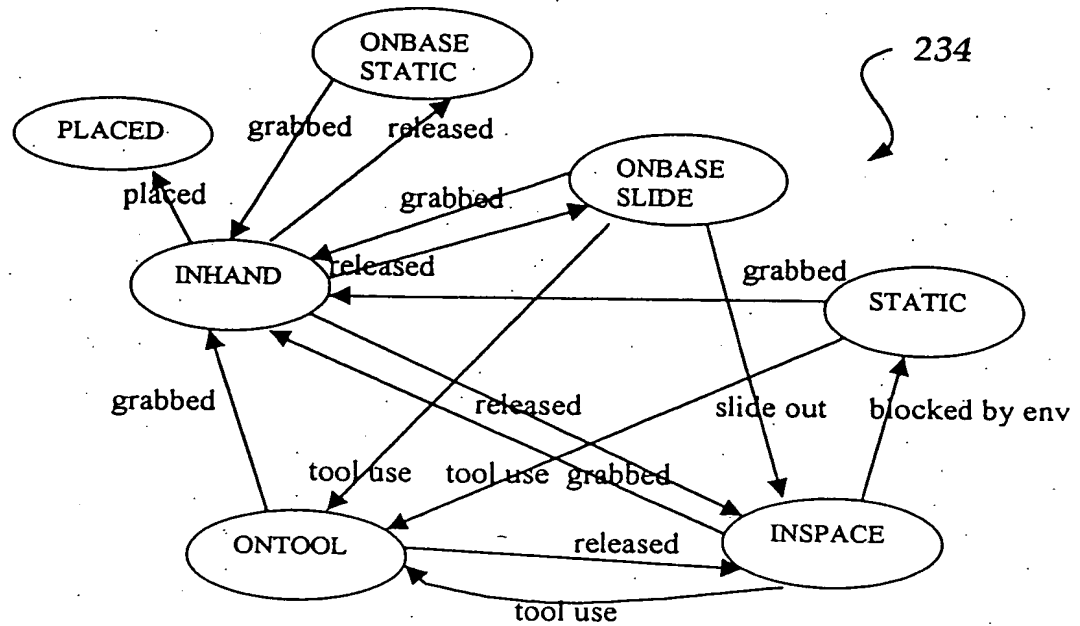 ONBASE
STATIC
234
PLACED
grabbed
released
ONBASE
SLIDE
placed
grabbed
INHAND
released
grabbed
STATIC
grabbed
released
slide out
blocked by env
tool use
tool use
grabbed
ONTOOL
released
INSPACE
tool use